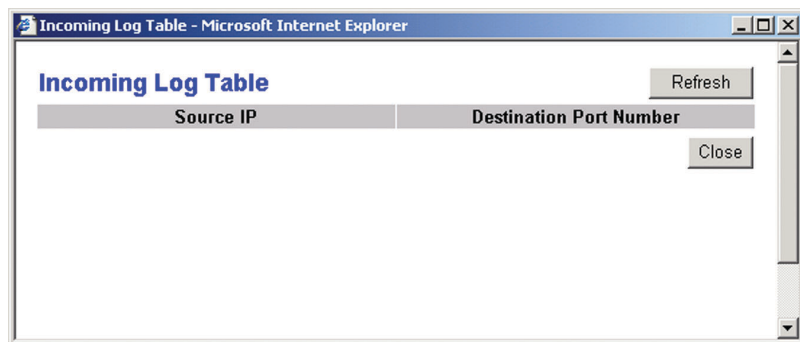 Incoming Log Table - Microsoft Internet Explorer
Incoming Log Table
Refresh
Source IP
Destination Port Number
Close